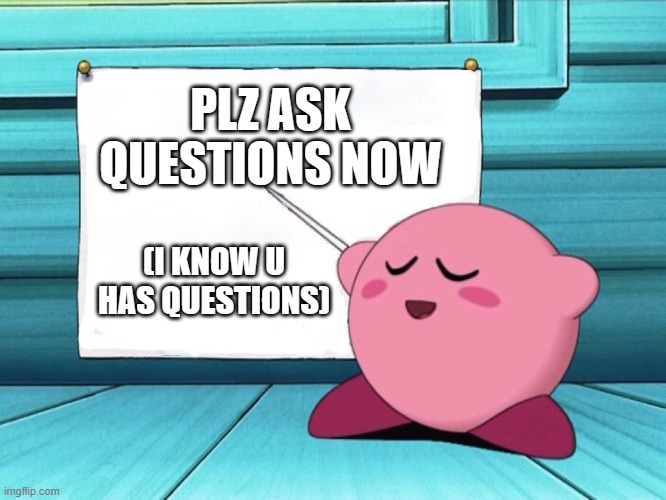 PLZ ASK
QUESTIONS NOW
(I KNOW U
HAS QUESTIONS)
imgflip.com